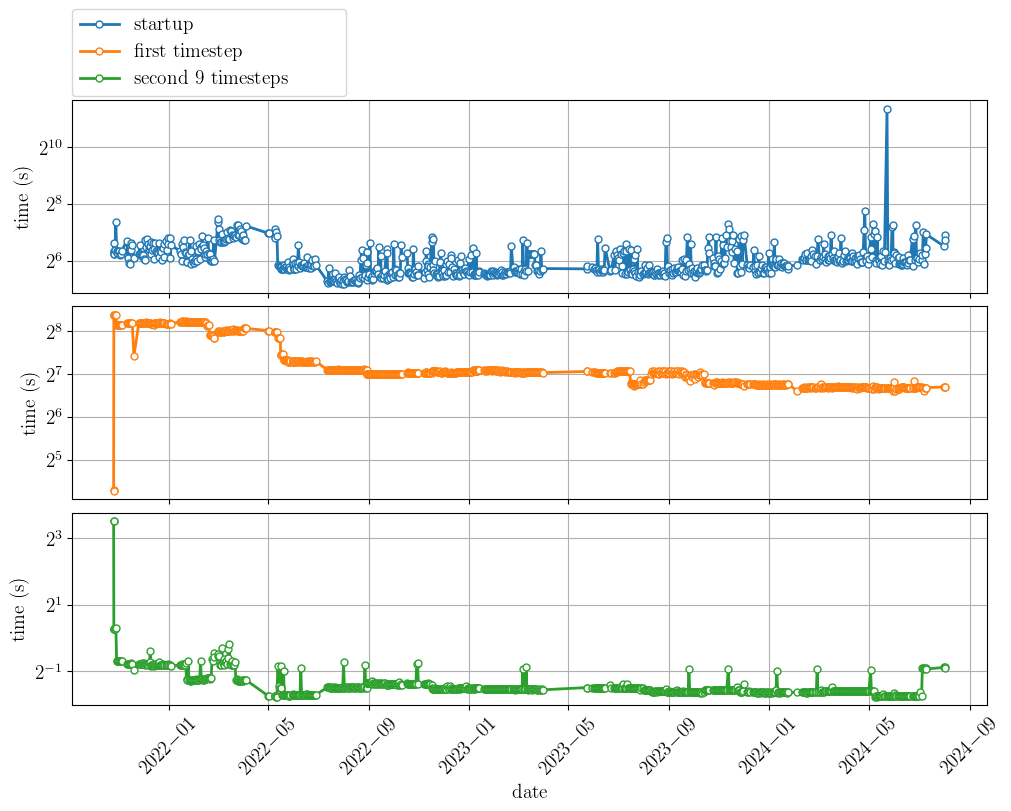 startup
first timestep
second 9 timesteps
2^10
2^8
2^6
time (s)
2^8
2^7
2^6
2^5
time (s)
2^3
2^1
2^−1
time (s)
2022−01
2022−05
2022−09
2023−01
2023−05
2023−09
2024−01
2024−05
2024−09
date